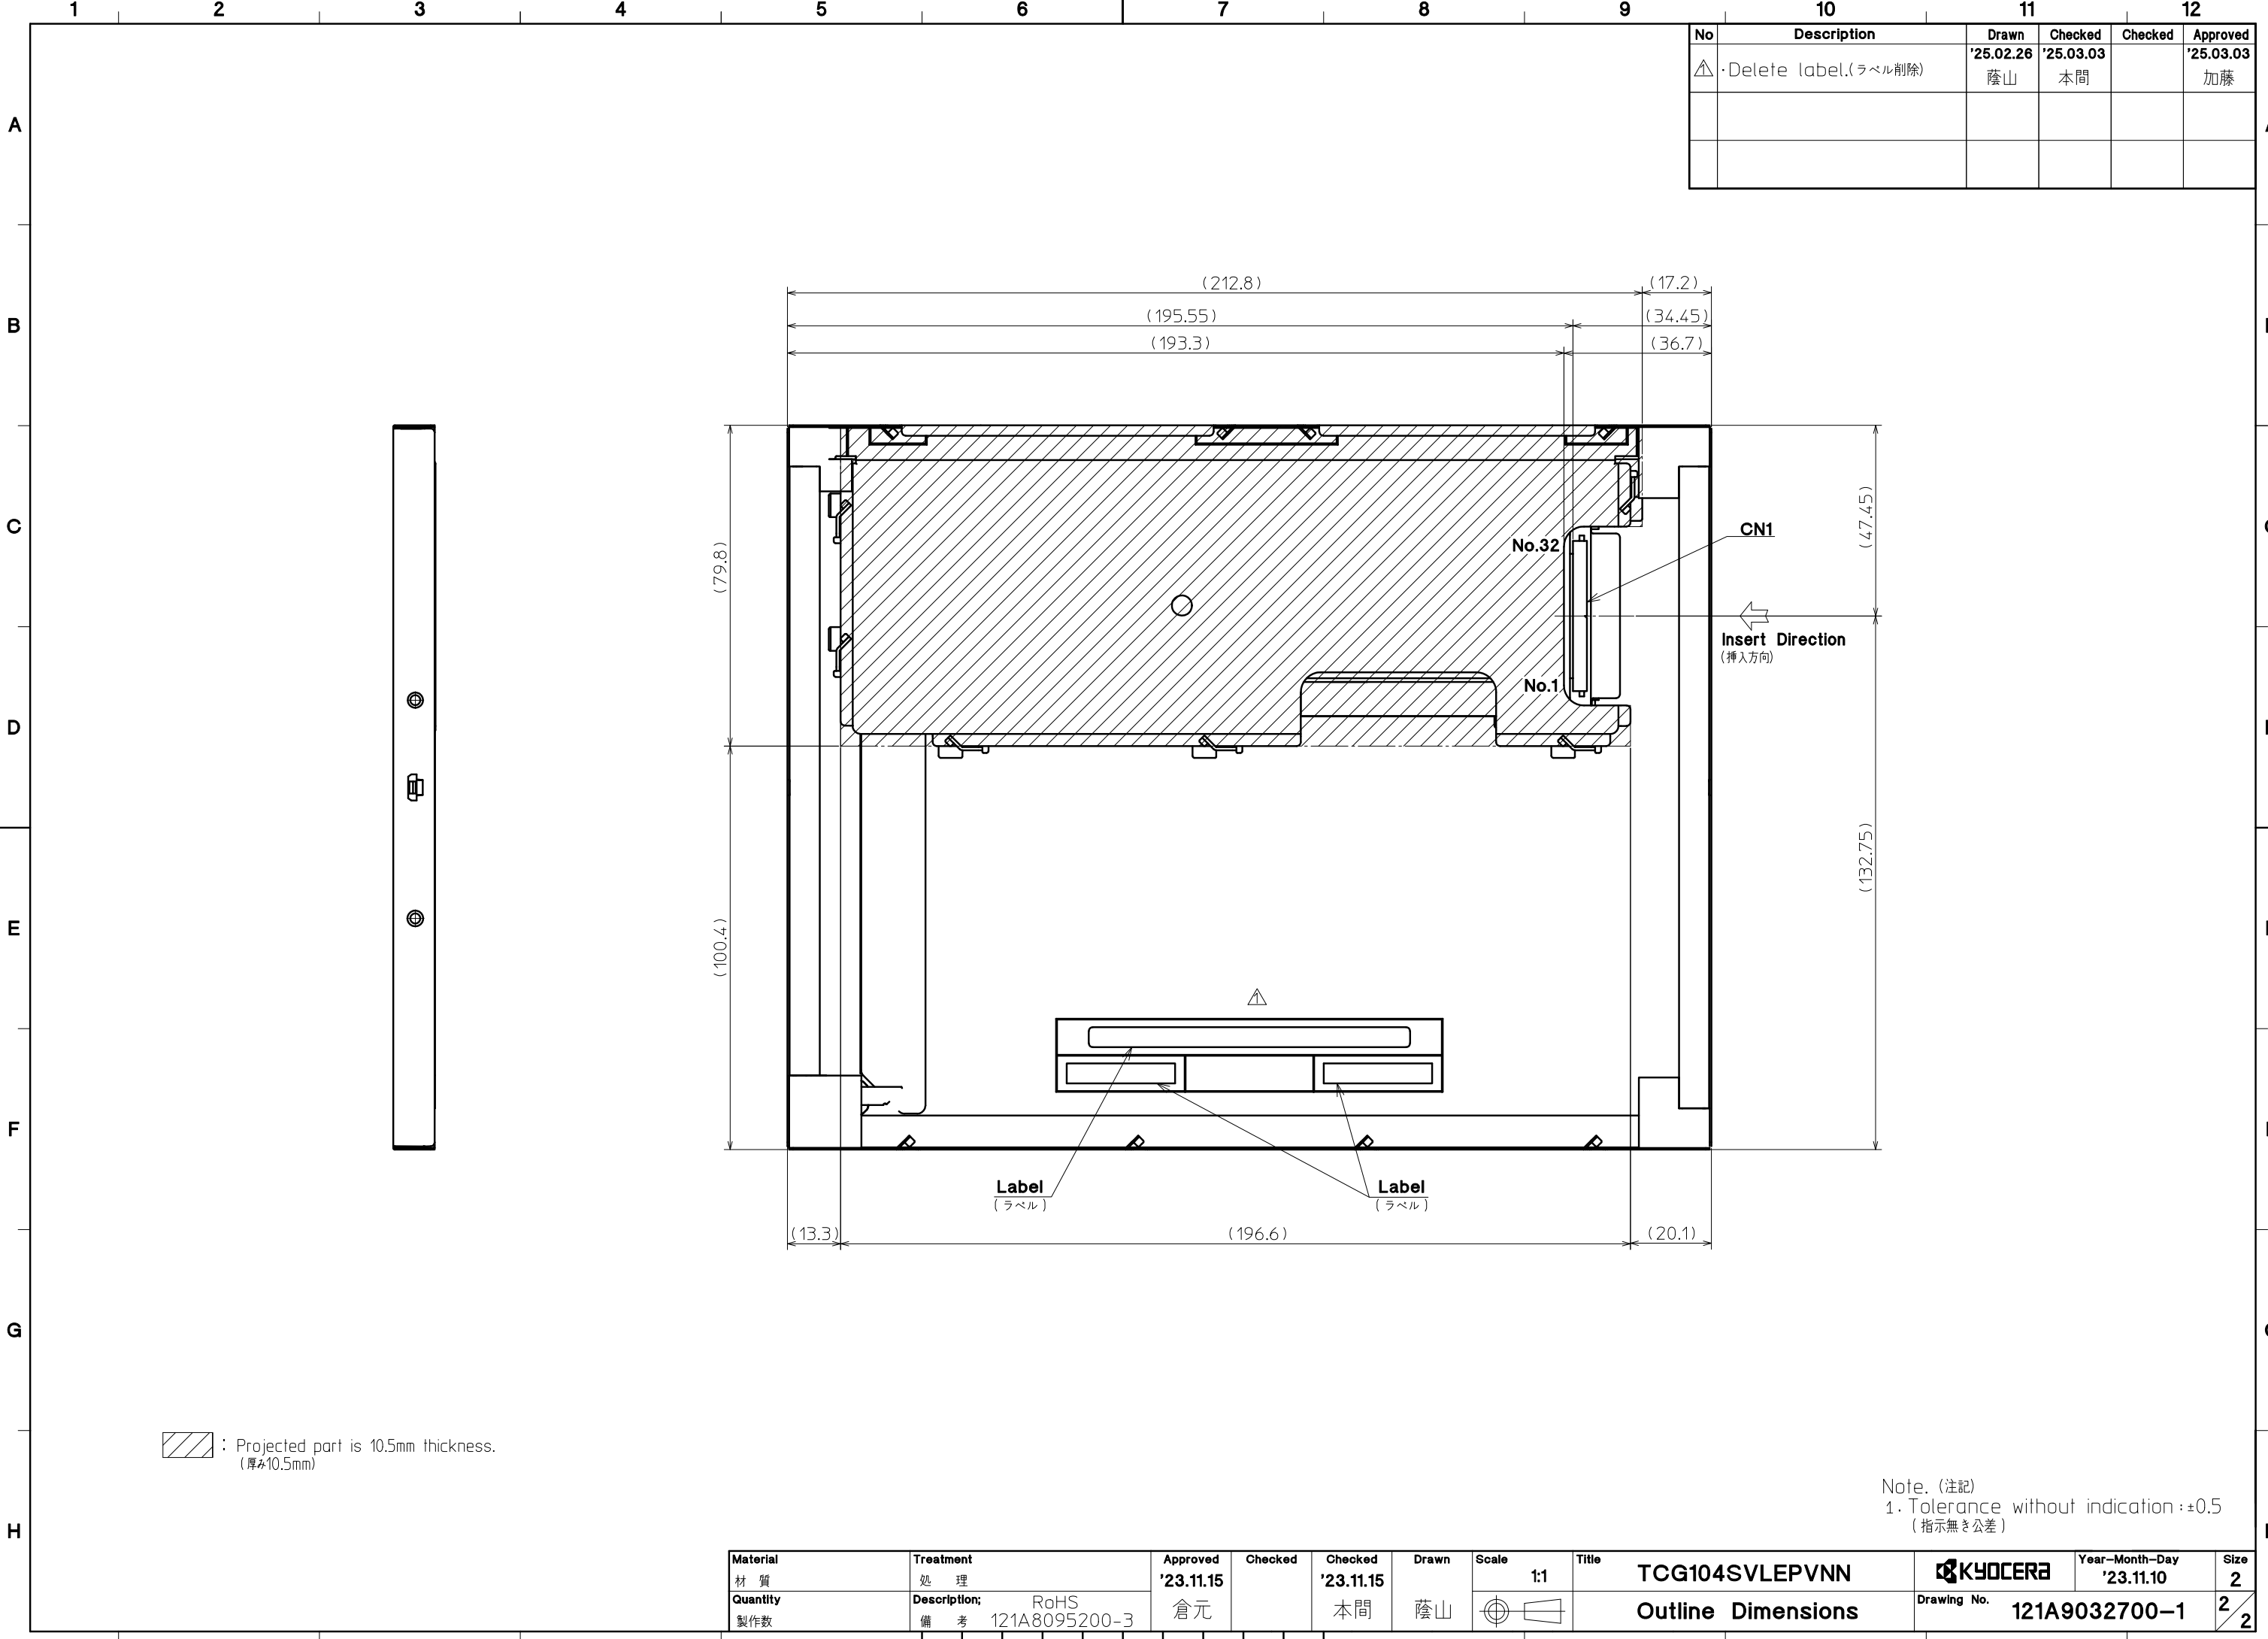 1 2 3 4 5 6 7 8 9 10 11 12
No Description Drawn Checked Checked Approved
1 ・Delete label.(ラベル削除) '25.02.26 '25.03.03 '25.03.03
蔭山 本間 加藤
A
B
C
D
E
F
G
H
(212.8) (17.2)
(195.55) (34.45)
(193.3) (36.7)
(79.8)
(47.45)
No.32
CN1
Insert Direction
(挿入方向)
No.1
(100.4)
(132.75)
1
Label
(ラベル)
Label
(ラベル)
(13.3) (196.6) (20.1)
: Projected part is 10.5mm thickness.
(厚み10.5mm)
Note. (注記)
1. Tolerance without indication : ±0.5
(指示無き公差)
Material
材 質
Treatment
処 理
Quantity
製作数
Description;
備 考
RoHS
121A8095200-3
Approved
'23.11.15
倉元
Checked
Checked
'23.11.15
本間
Drawn
蔭山
Scale
1:1
Title
TCG104SVLEPVNN
Outline Dimensions
KYOCERA
Year-Month-Day
'23.11.10
Size
2
Drawing No.
121A9032700-1
2/2